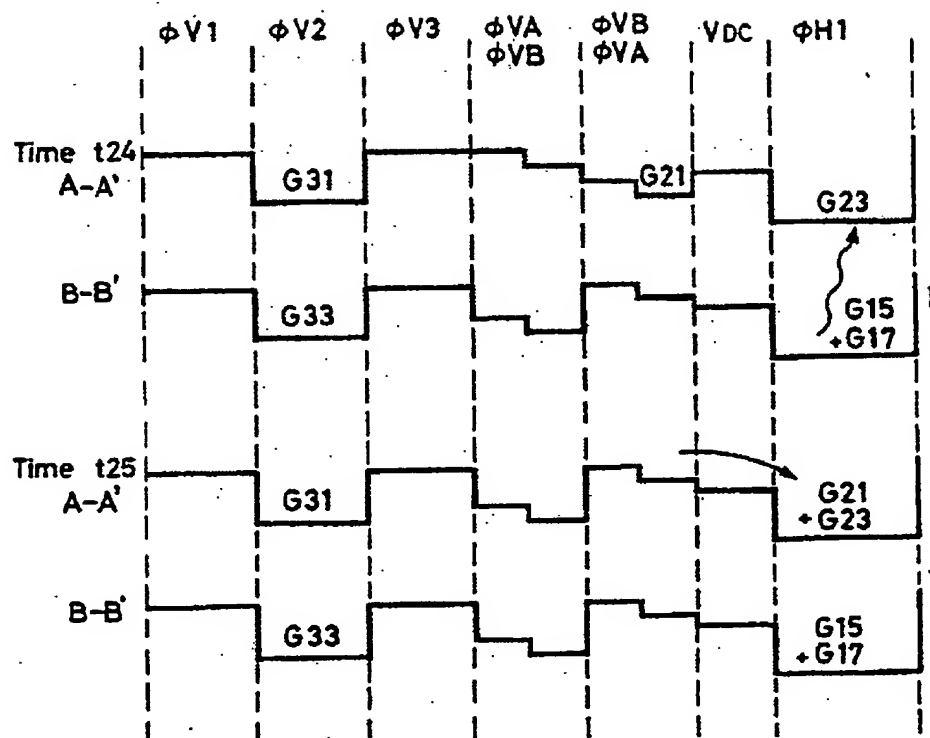 φV1 φV2 φV3 φVA φVB VDC φH1
φVB φVA
Time t24
A-A'
G31 G21 G23
B-B'
G33 G15
+G17
Time t25
A-A'
G31 G21
+G23
B-B'
G33 G15
+G17